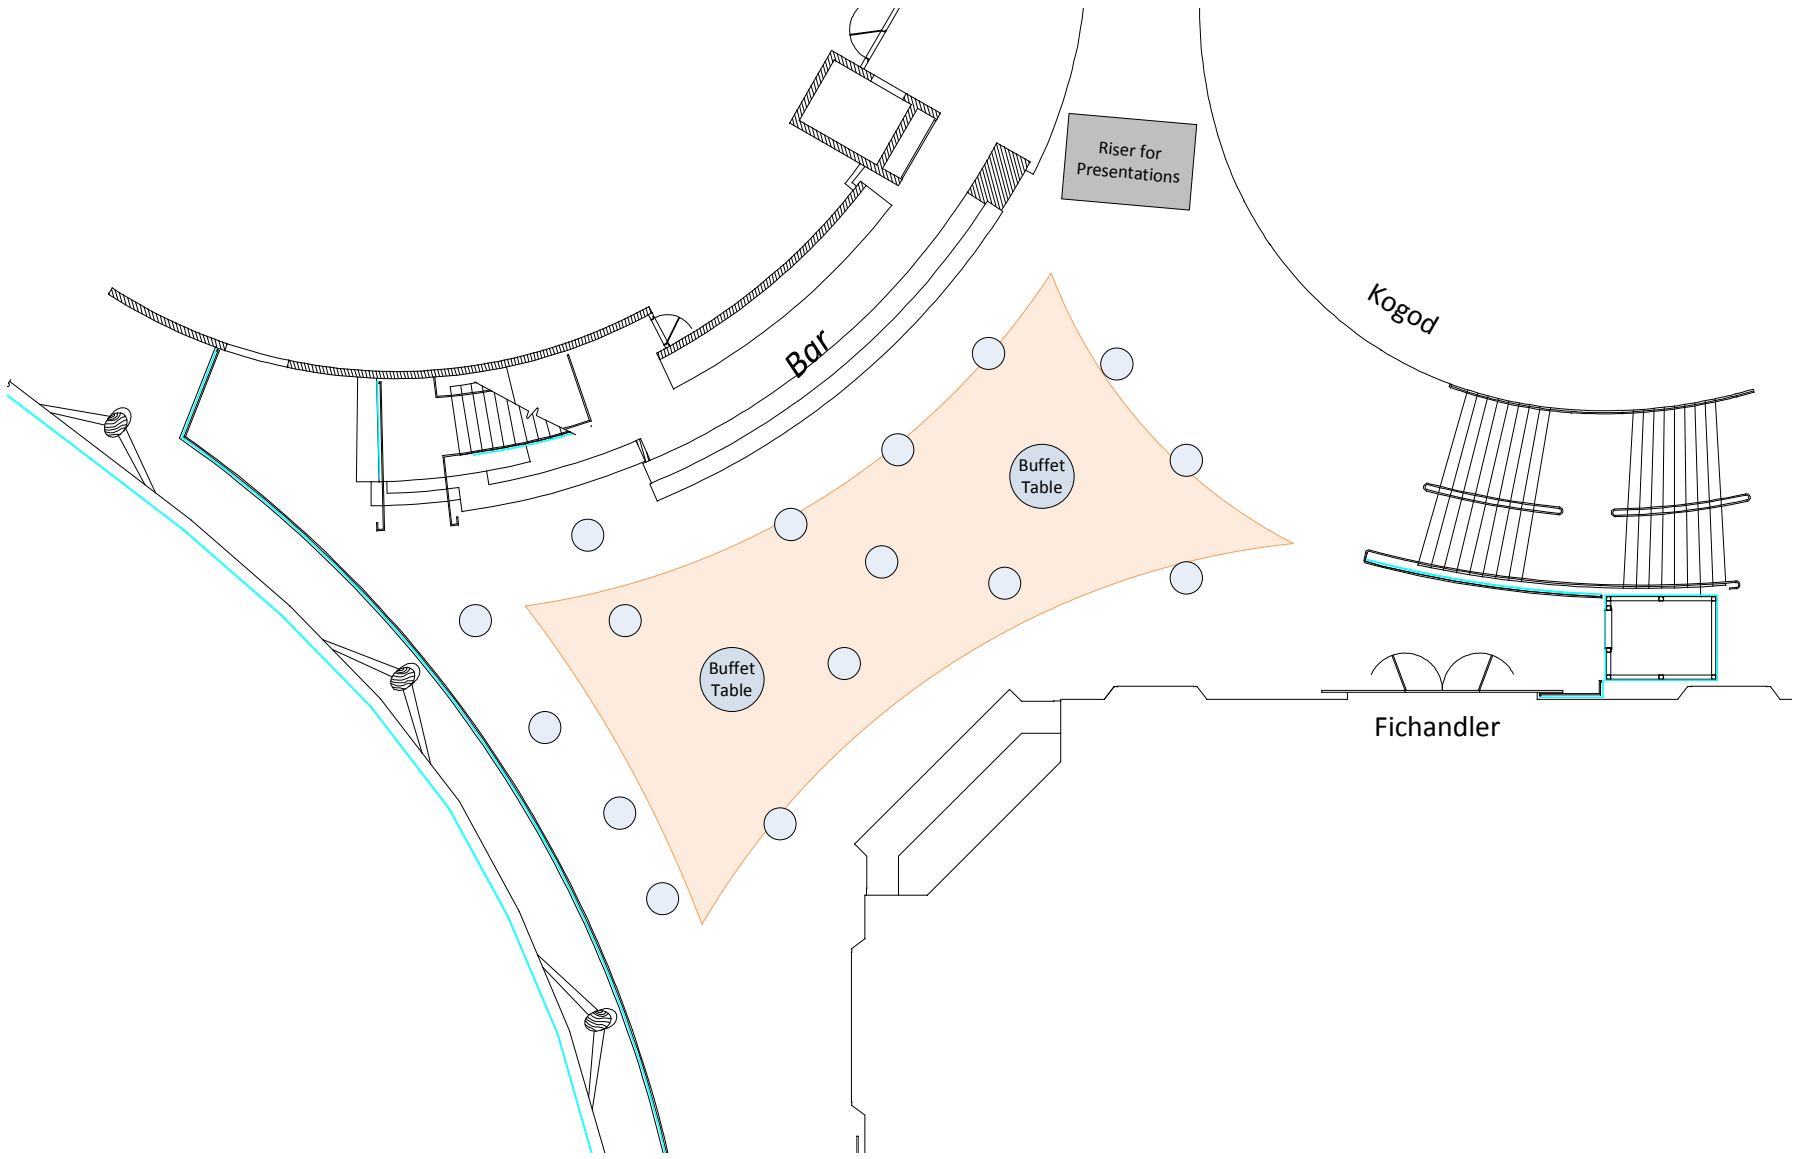 Riser for
Presentations
Kogod
Bar
Buffet
Table
Buffet
Table
Fichandler